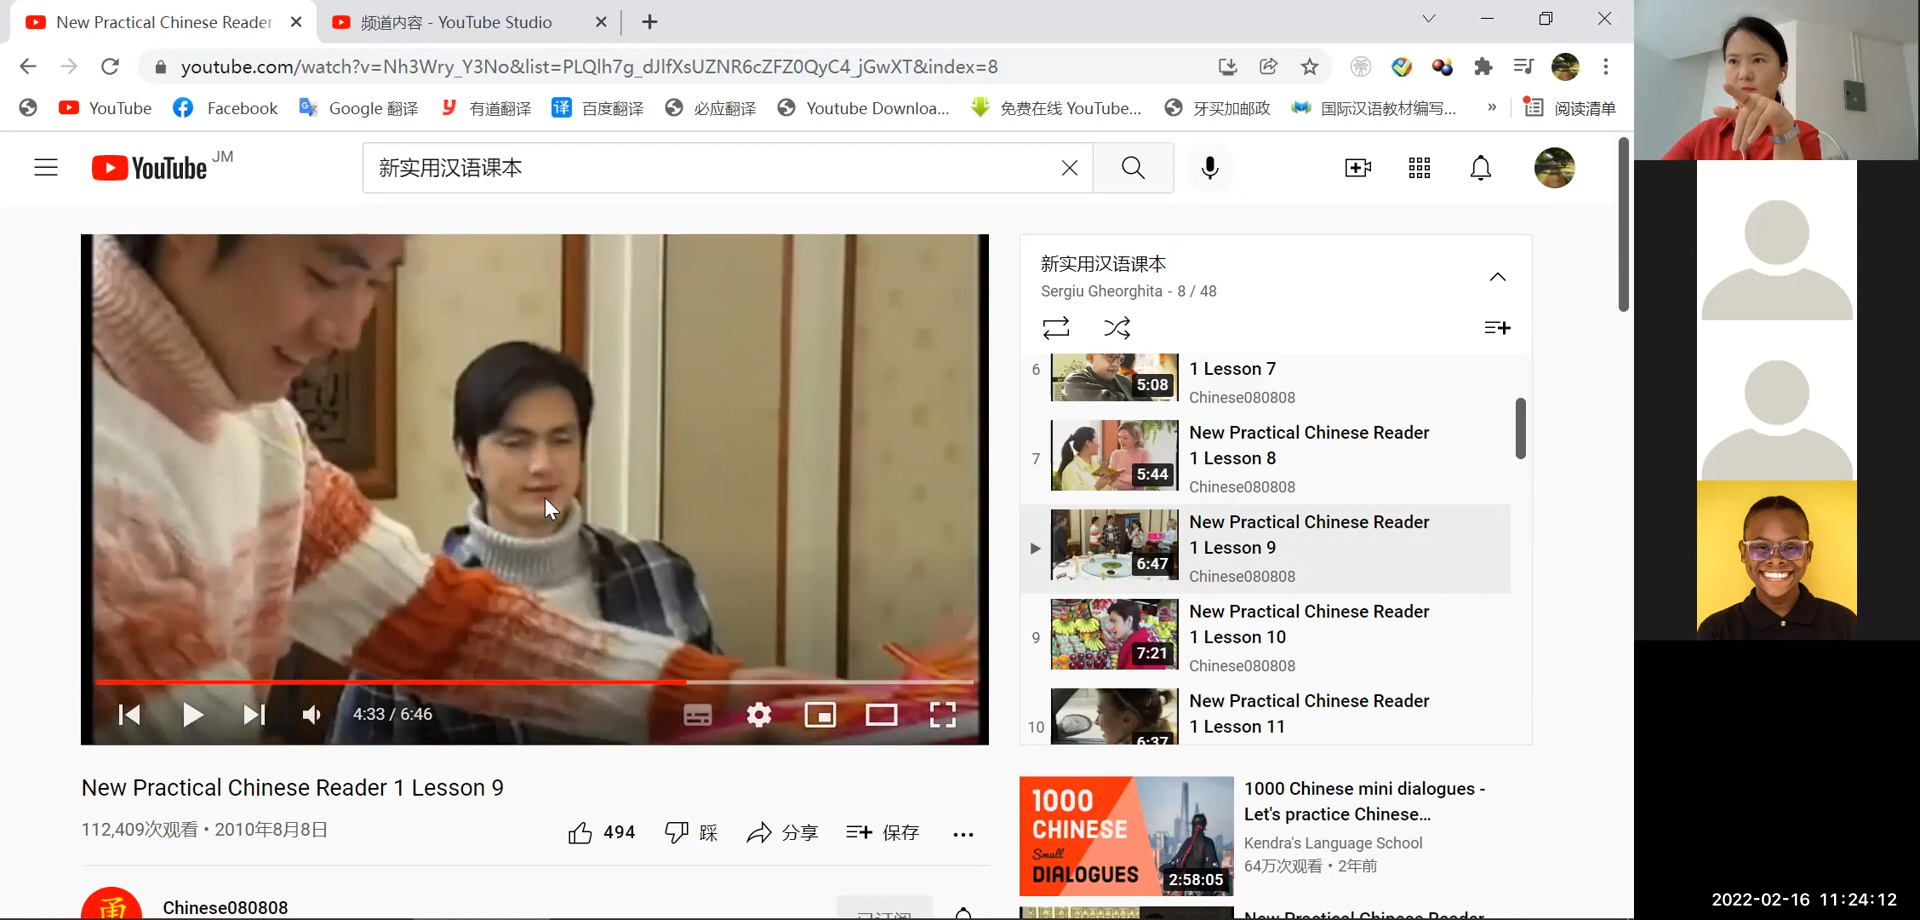 New Practical Chinese Reader
频道内容 - YouTube Studio
youtube.com/watch?v=Nh3Wry_Y3No&list=PLQlh7g_dJlfXsUZNR6cZFZ0QyC4_jGwXT&index=8
YouTube
Facebook
Google 翻译
有道翻译
百度翻译
必应翻译
Youtube Downloa...
免费在线 YouTube...
牙买加邮政
国际汉语教材编写...
»
阅读清单
YouTube JM
新实用汉语课本
4:33 / 6:46
New Practical Chinese Reader 1 Lesson 9
112,409次观看 • 2010年8月8日
494
踩
分享
保存
Chinese080808
已订阅
新实用汉语课本
Sergiu Gheorghita - 8 / 48
6
5:08
1 Lesson 7
Chinese080808
7
5:44
New Practical Chinese Reader
1 Lesson 8
Chinese080808
6:47
New Practical Chinese Reader
1 Lesson 9
Chinese080808
9
7:21
New Practical Chinese Reader
1 Lesson 10
Chinese080808
10
6:37
New Practical Chinese Reader
1 Lesson 11
1000
CHINESE
Small
DIALOGUES
2:58:05
1000 Chinese mini dialogues -
Let's practice Chinese...
Kendra's Language School
64万次观看 • 2年前
New Practical Chinese Reader
2022-02-16 11:24:12